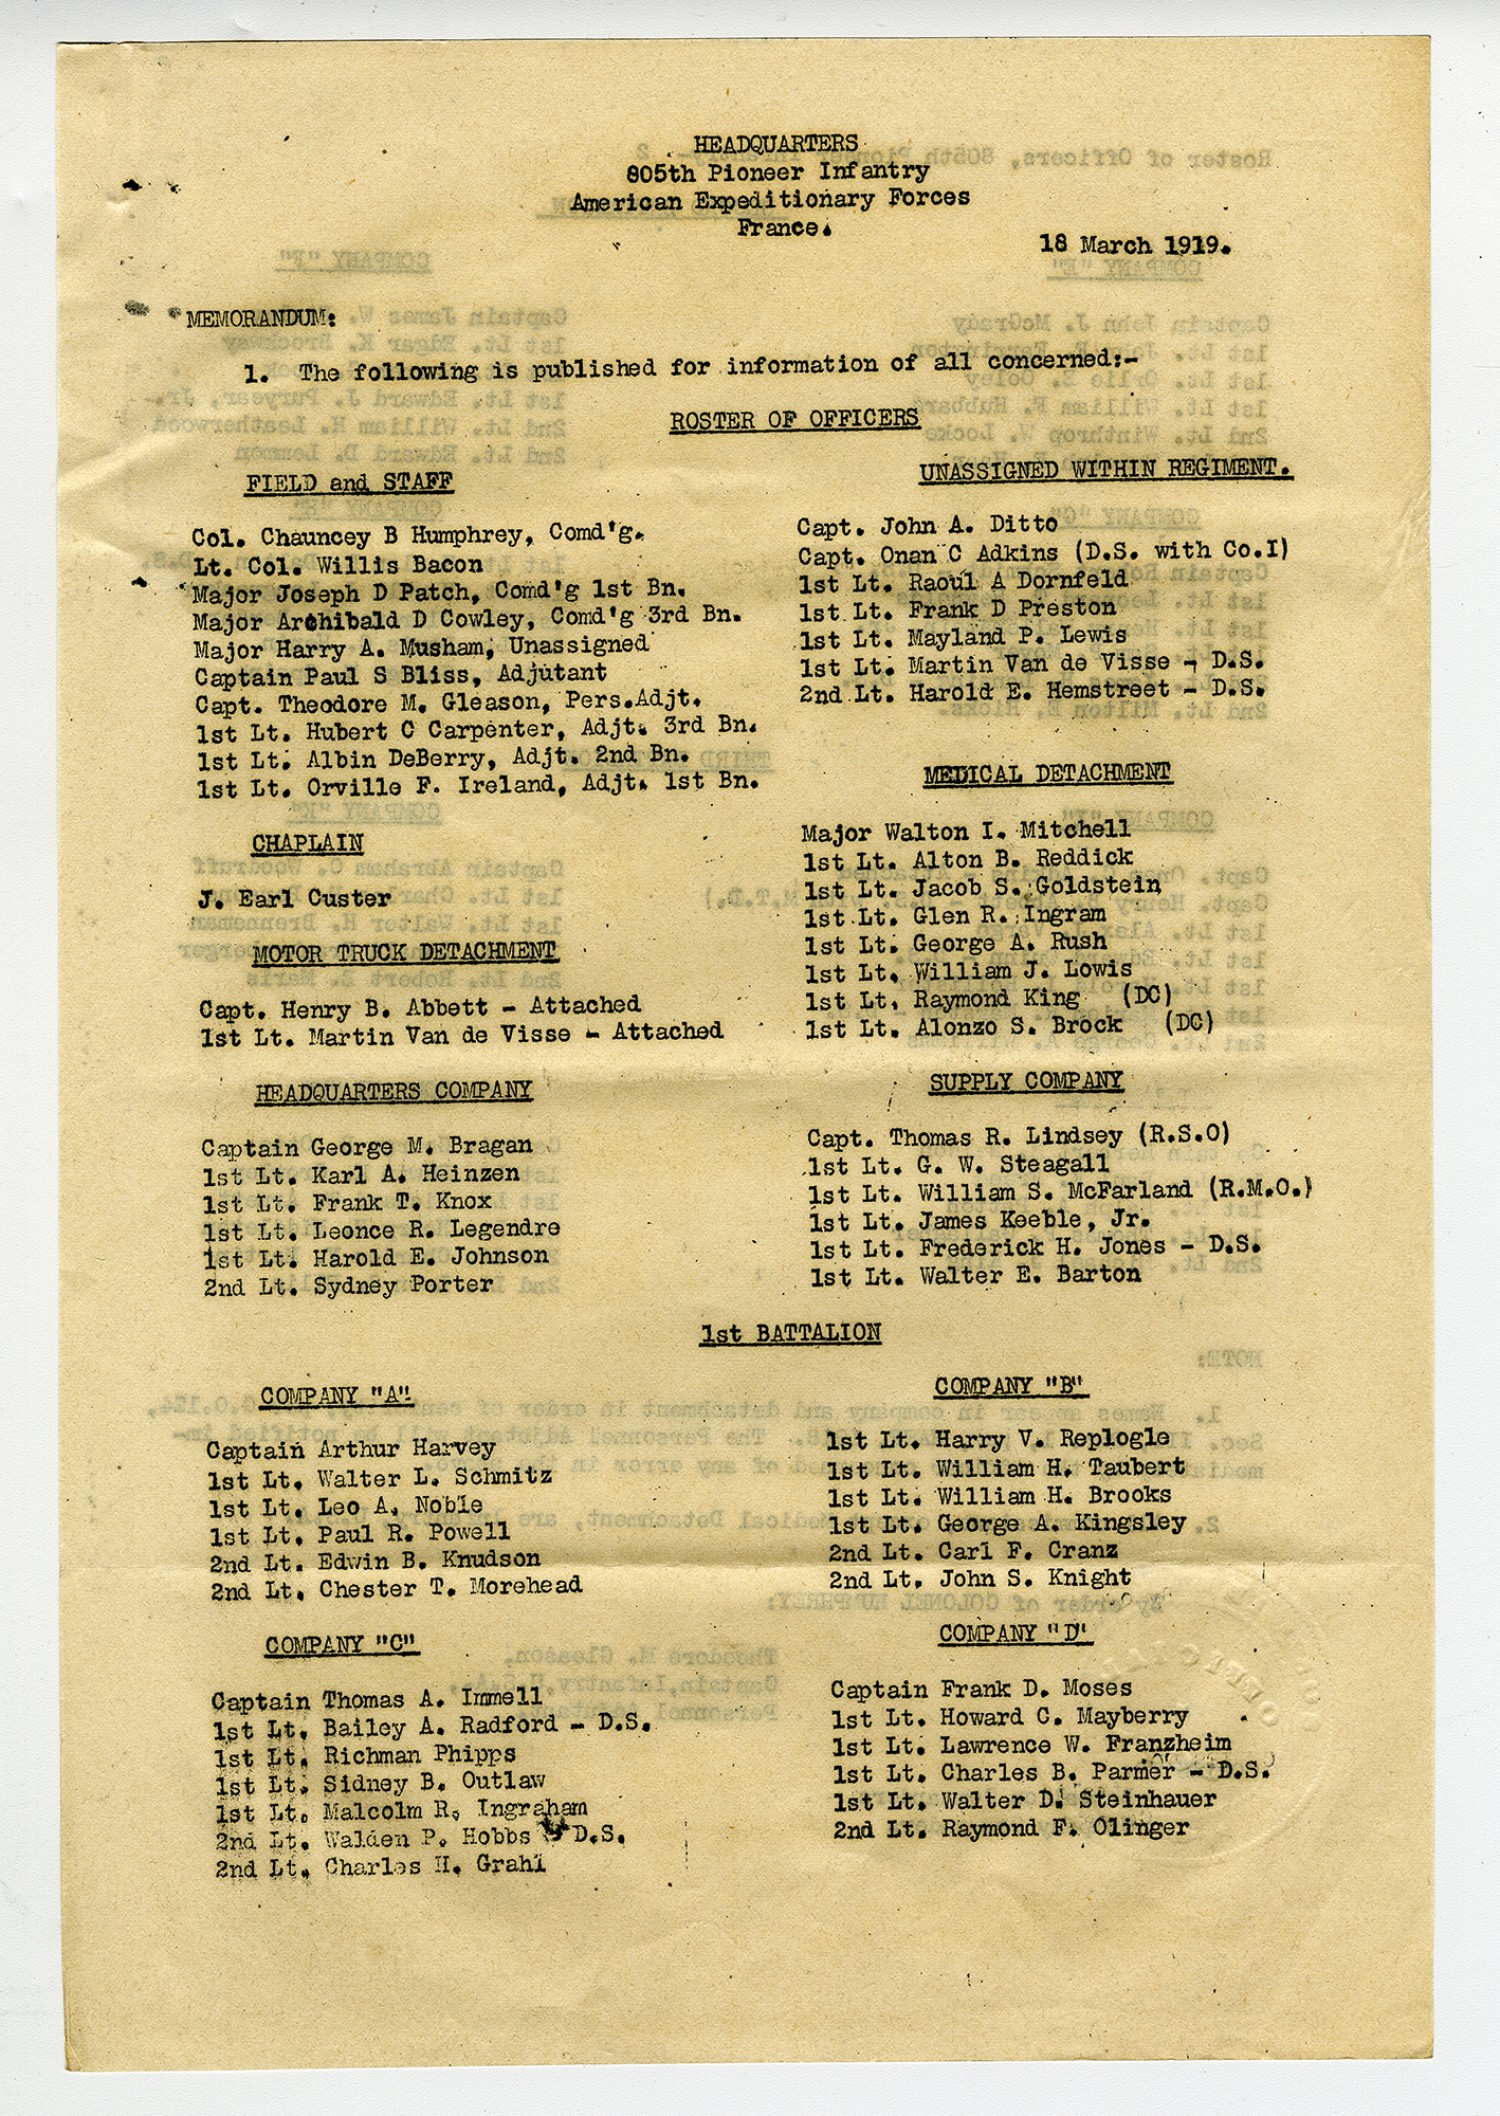 HEADQUARTERS
805th Pioneer Infantry
American Expeditionary Forces
France.
18 March 1919.
MEMORANDUM:
1. The following is published for information of all concerned:-
ROSTER OF OFFICERS
FIELD and STAFF
Col. Chauncey B Humphrey, Comd'g.
Lt. Col. Willis Bacon
Major Joseph D Patch, Comd'g 1st Bn.
Major Archibald D Cowley, Comd'g 3rd Bn.
Major Harry A. Musham, Unassigned
Captain Paul S Bliss, Adjutant
Capt. Theodore M. Gleason, Pers.Adjt.
1st Lt. Hubert C Carpenter, Adjt. 3rd Bn.
1st Lt. Albin DeBerry, Adjt. 2nd Bn.
1st Lt. Orville F. Ireland, Adjt. 1st Bn.
CHAPLAIN
J. Earl Custer
MOTOR TRUCK DETACHMENT
Capt. Henry B. Abbett - Attached
1st Lt. Martin Van de Visse - Attached
HEADQUARTERS COMPANY
Captain George M. Bragan
1st Lt. Karl A. Heinzen
1st Lt. Frank T. Knox
1st Lt. Leonce R. Legendre
1st Lt. Harold E. Johnson
2nd Lt. Sydney Porter
UNASSIGNED WITHIN REGIMENT.
Capt. John A. Ditto
Capt. Onan C Adkins (D.S. with Co.I)
1st Lt. Raoul A Dornfeld
1st Lt. Frank D Preston
1st Lt. Mayland P. Lewis
1st Lt. Martin Van de Visse - D.S.
2nd Lt. Harold E. Hemstreet - D.S.
MEDICAL DETACHMENT
Major Walton I. Mitchell
1st Lt. Alton B. Reddick
1st Lt. Jacob S. Goldstein
1st Lt. Glen R. Ingram
1st Lt. George A. Rush
1st Lt. William J. Lowis
1st Lt. Raymond King (DC)
1st Lt. Alonzo S. Brock (DC)
SUPPLY COMPANY
Capt. Thomas R. Lindsey (R.S.O)
1st Lt. G. W. Steagall
1st Lt. William S. McFarland (R.M.O.)
1st Lt. James Keeble, Jr.
1st Lt. Frederick H. Jones - D.S.
1st Lt. Walter E. Barton
1st BATTALION
COMPANY "A"
Captain Arthur Harvey
1st Lt. Walter L. Schmitz
1st Lt. Leo A. Noble
1st Lt. Paul R. Powell
2nd Lt. Edwin B. Knudson
2nd Lt. Chester T. Morehead
COMPANY "B"
1st Lt. Harry V. Replogle
1st Lt. William H. Taubert
1st Lt. William H. Brooks
1st Lt. George A. Kingsley
2nd Lt. Carl F. Cranz
2nd Lt. John S. Knight
COMPANY "C"
Captain Thomas A. Immell
1st Lt. Bailey A. Radford - D.S.
1st Lt. Richman Phipps
1st Lt. Sidney B. Outlaw
1st Lt. Malcolm R. Ingraham
2nd Lt. Walden P. Hobbs - D.S.
2nd Lt. Charles H. Grahl
COMPANY "D"
Captain Frank D. Moses
1st Lt. Howard C. Mayberry
1st Lt. Lawrence W. Franzheim
1st Lt. Charles B. Parmer - D.S.
1st Lt. Walter D. Steinhauer
2nd Lt. Raymond F. Olinger